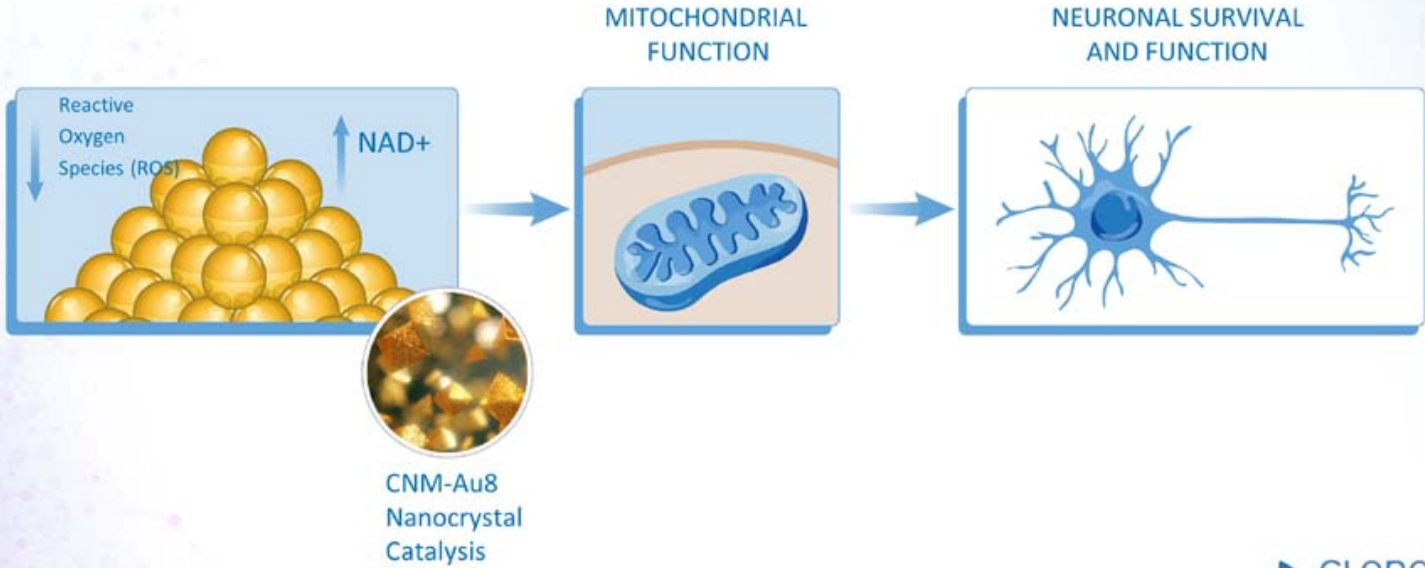 MITOCHONDRIAL
FUNCTION
NEURONAL SURVIVAL
AND FUNCTION
Reactive
Oxygen
Species (ROS)
NAD+
CNM-Au8
Nanocrystal
Catalysis